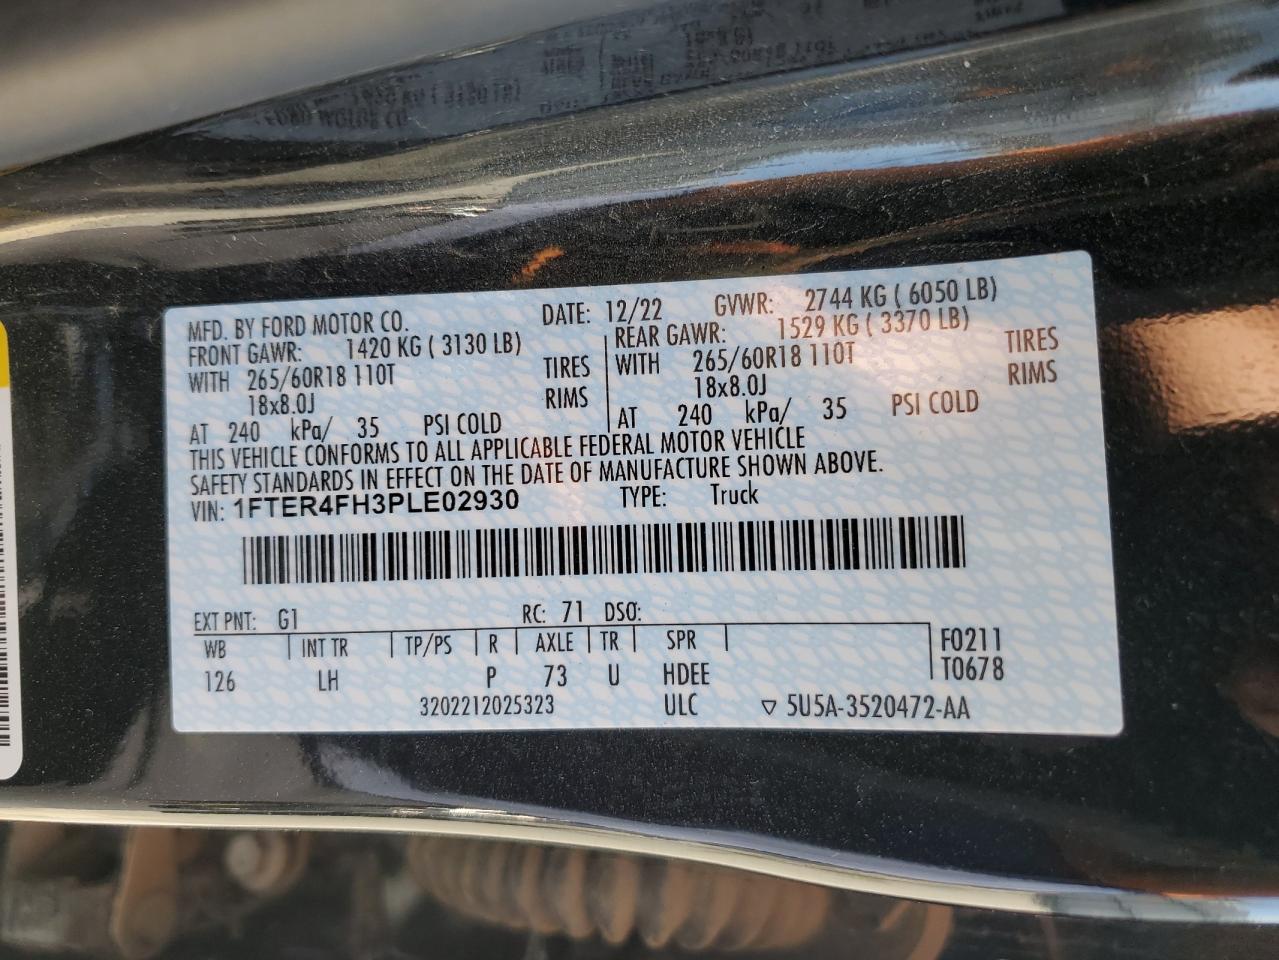 MFD. BY FORD MOTOR CO. DATE: 12/22 GVWR: 2744 KG ( 6050 LB)
FRONT GAWR: 1420 KG ( 3130 LB) REAR GAWR: 1529 KG ( 3370 LB)
WITH 265/60R18 110T TIRES WITH 265/60R18 110T TIRES
18x8.0J RIMS 18x8.0J RIMS
AT 240 kPa/ 35 PSI COLD AT 240 kPa/ 35 PSI COLD
THIS VEHICLE CONFORMS TO ALL APPLICABLE FEDERAL MOTOR VEHICLE
SAFETY STANDARDS IN EFFECT ON THE DATE OF MANUFACTURE SHOWN ABOVE.
VIN: 1FTER4FH3PLE02930 TYPE: Truck
EXT PNT: G1 RC: 71 DSO:
WB INT TR TP/PS R AXLE TR SPR F0211
126 LH P 73 U HDEE T0678
3202212025323 ULC ▽ 5U5A-3520472-AA